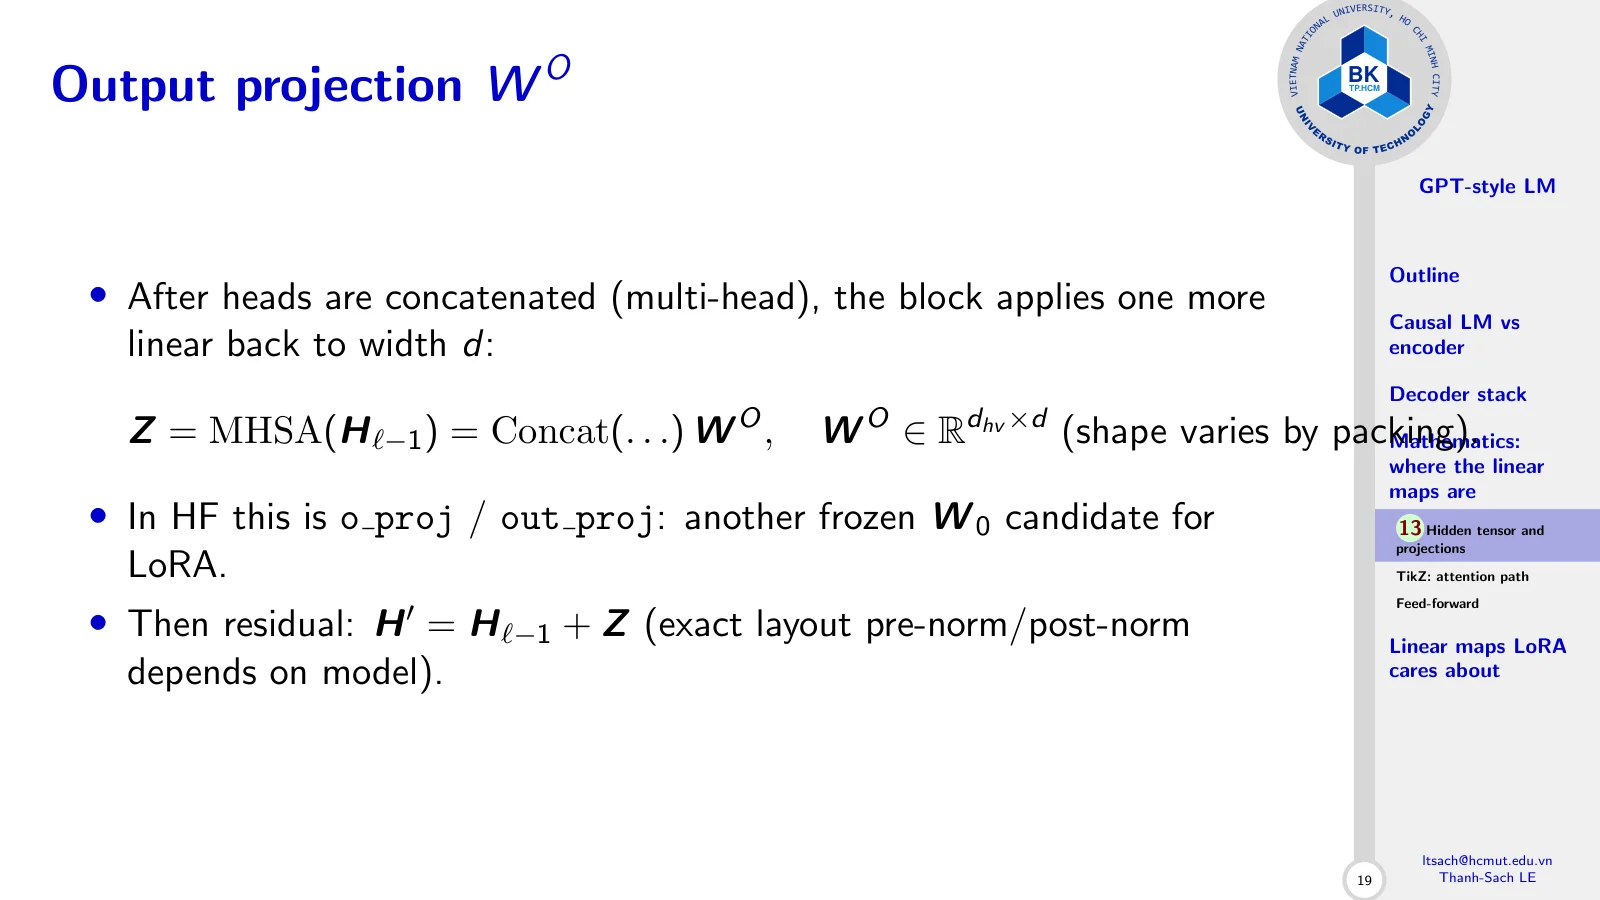 Output projection W^O
• After heads are concatenated (multi-head), the block applies one more
linear back to width d:
Z = MHSA(H_{ℓ−1}) = Concat(. . .) W^O,   W^O ∈ ℝ^{d_{hv}×d} (shape varies by packing).
• In HF this is o_proj / out_proj: another frozen W_0 candidate for
LoRA.
• Then residual: H′ = H_{ℓ−1} + Z (exact layout pre-norm/post-norm
depends on model).
VIETNAM NATIONAL UNIVERSITY, HO CHI MINH CITY
BK
TP.HCM
UNIVERSITY OF TECHNOLOGY
GPT-style LM
Outline
Causal LM vs
encoder
Decoder stack
Mathematics:
where the linear
maps are
13 Hidden tensor and
projections
TikZ: attention path
Feed-forward
Linear maps LoRA
cares about
ltsach@hcmut.edu.vn
Thanh-Sach LE
19